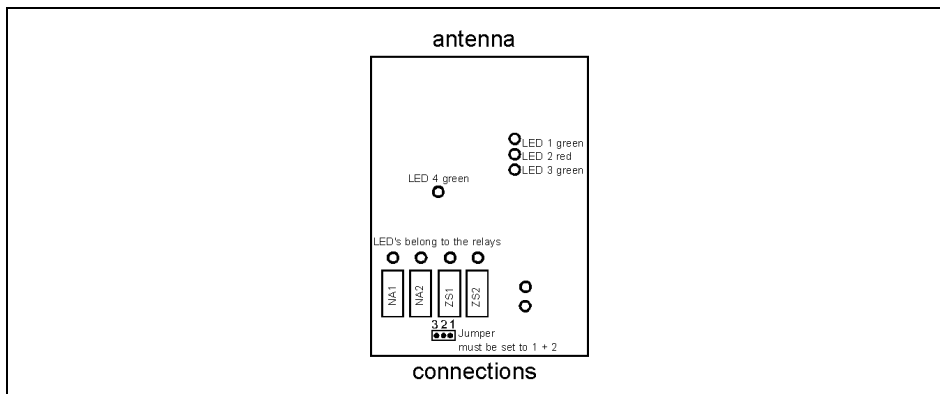 antenna
LED 1 green
LED 2 red
LED 3 green
LED 4 green
LED's belong to the relays
NA1
NA2
ZS1
ZS2
3 2 1
Jumper
must be set to 1 + 2
connections